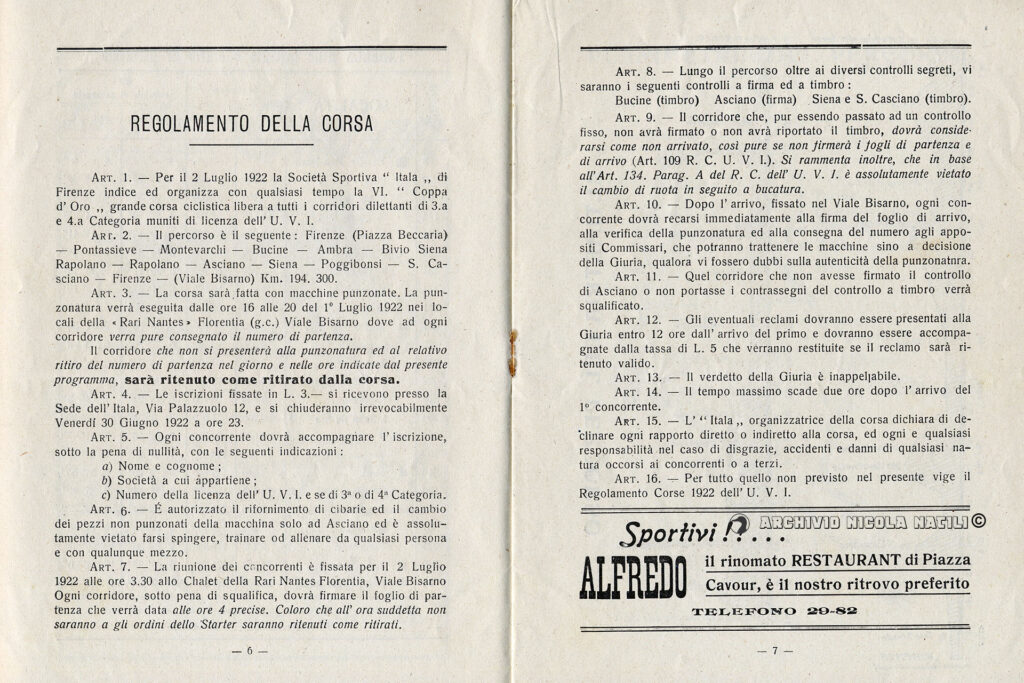 REGOLAMENTO DELLA CORSA
ART. 1. — Per il 2 Luglio 1922 la Società Sportiva “ Itala ,, di
Firenze indice ed organizza con qualsiasi tempo la VI. “ Coppa
d' Oro ,, grande corsa ciclistica libera a tutti i corridori dilettanti di 3.a
e 4.a Categoria muniti di licenza dell' U. V. I.
ART. 2. — Il percorso è il seguente : Firenze (Piazza Beccaria)
— Pontassieve — Montevarchi — Bucine — Ambra — Bivio Siena
Rapolano — Rapolano — Asciano — Siena — Poggibonsi — S. Ca-
sciano — Firenze — (Viale Bisarno) Km. 194. 300.
ART. 3. — La corsa sarà fatta con macchine punzonate. La pun-
zonatura verrà eseguita dalle ore 16 alle 20 del 1º Luglio 1922 nei lo-
cali della « Rari Nantes » Florentia (g.c.) Viale Bisarno dove ad ogni
corridore verra pure consegnato il numero di partenza.
Il corridore che non si presenterà alla punzonatura ed al relativo
ritiro del numero di partenza nel giorno e nelle ore indicate dal presente
programma, sarà ritenuto come ritirato dalla corsa.
ART. 4. — Le iscrizioni fissate in L. 3.— si ricevono presso la
Sede dell' Itala, Via Palazzuolo 12, e si chiuderanno irrevocabilmente
Venerdì 30 Giugno 1922 a ore 23.
ART. 5. — Ogni concorrente dovrà accompagnare l' iscrizione,
sotto la pena di nullità, con le seguenti indicazioni :
a) Nome e cognome ;
b) Società a cui appartiene ;
c) Numero della licenza dell' U. V. I. e se di 3ª o di 4ª Categoria.
ART. 6. — É autorizzato il rifornimento di cibarie ed il cambio
dei pezzi non punzonati della macchina solo ad Asciano ed è assolu-
tamente vietato farsi spingere, trainare od allenare da qualsiasi persona
e con qualunque mezzo.
ART. 7. — La riunione dei concorrenti è fissata per il 2 Luglio
1922 alle ore 3.30 allo Chalet della Rari Nantes Florentia, Viale Bisarno
Ogni corridore, sotto pena di squalifica, dovrà firmare il foglio di par-
tenza che verrà data alle ore 4 precise. Coloro che all' ora suddetta non
saranno a gli ordini dello Starter saranno ritenuti come ritirati.
— 6 —
ART. 8. — Lungo il percorso oltre ai diversi controlli segreti, vi
saranno i seguenti controlli a firma ed a timbro :
Bucine (timbro) Asciano (firma) Siena e S. Casciano (timbro).
ART. 9. — Il corridore che, pur essendo passato ad un controllo
fisso, non avrà firmato o non avrà riportato il timbro, dovrà conside-
rarsi come non arrivato, così pure se non firmerà i fogli di partenza e
di arrivo (Art. 109 R. C. U. V. I.). Si rammenta inoltre, che in base
all'Art. 134. Parag. A del R. C. dell' U. V. I. è assolutamente vietato
il cambio di ruota in seguito a bucatura.
ART. 10. — Dopo l' arrivo, fissato nel Viale Bisarno, ogni con-
corrente dovrà recarsi immediatamente alla firma del foglio di arrivo,
alla verifica della punzonatura ed alla consegna del numero agli appo-
siti Commissari, che potranno trattenere le macchine sino a decisione
della Giuria, qualora vi fossero dubbi sulla autenticità della punzonatnra.
ART. 11. — Quel corridore che non avesse firmato il controllo
di Asciano o non portasse i contrassegni del controllo a timbro verrà
squalificato.
ART. 12. — Gli eventuali reclami dovranno essere presentati alla
Giuria entro 12 ore dall' arrivo del primo e dovranno essere accompa-
gnate dalla tassa di L. 5 che verranno restituite se il reclamo sarà ri-
tenuto valido.
ART. 13. — Il verdetto della Giuria è inappellabile.
ART. 14. — Il tempo massimo scade due ore dopo l' arrivo del
1º concorrente.
ART. 15. — L' “ Itala ,, organizzatrice della corsa dichiara di de-
clinare ogni rapporto diretto o indiretto alla corsa, ed ogni e qualsiasi
responsabilità nel caso di disgrazie, accidenti e danni di qualsiasi na-
tura occorsi ai concorrenti o a terzi.
ART. 16. — Per tutto quello non previsto nel presente vige il
Regolamento Corse 1922 dell' U. V. I.
ARCHIVIO NICOLA NAGILI ©
Sportivi !?...
ALFREDO
il rinomato RESTAURANT di Piazza
Cavour, è il nostro ritrovo preferito
TELEFONO 29-82
— 7 —